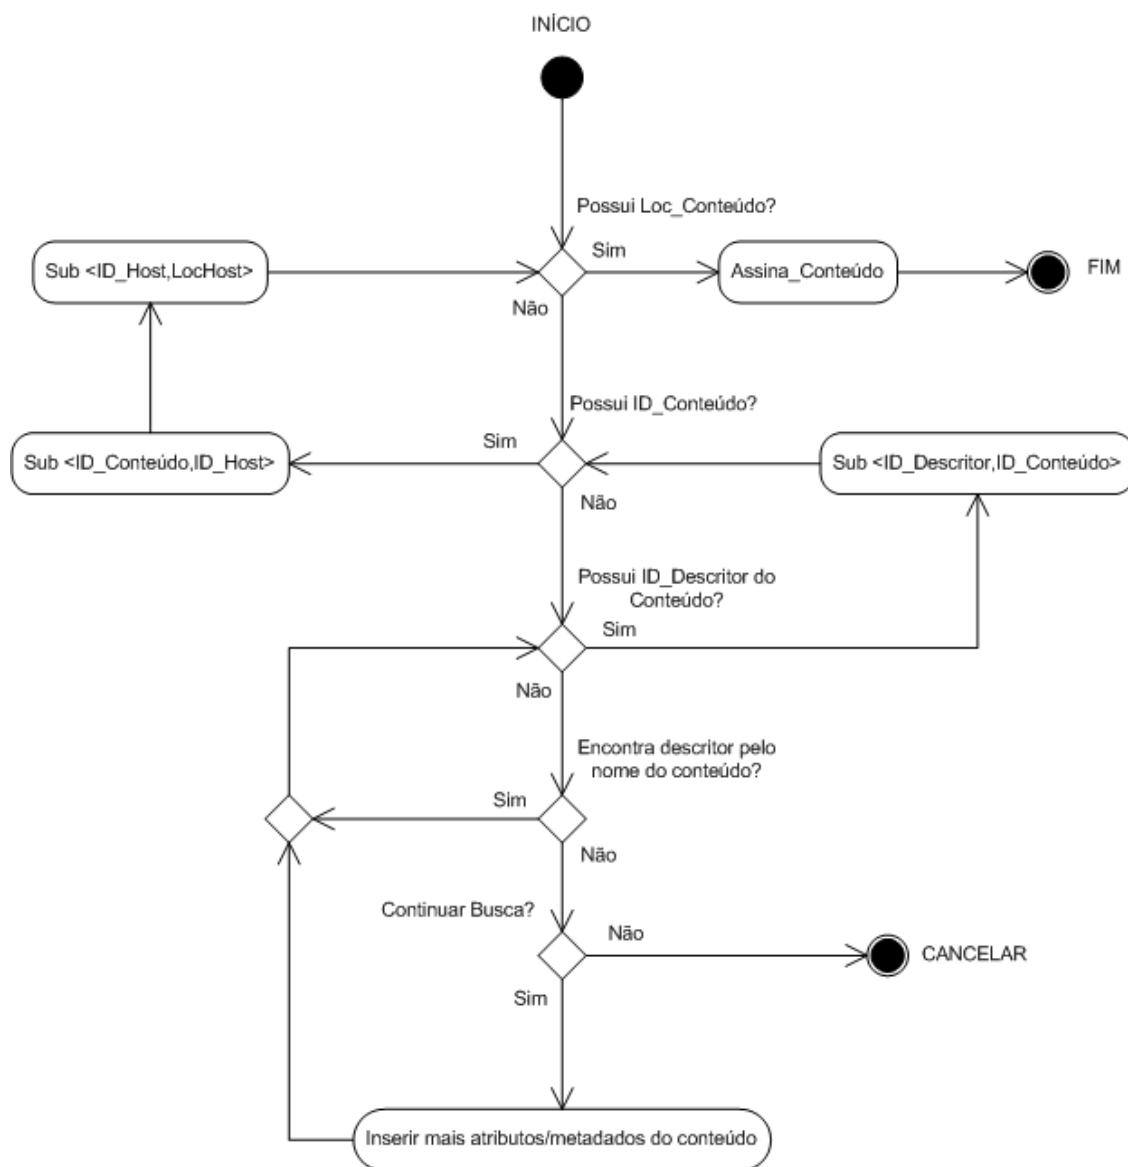 INÍCIO
Possui Loc_Conteúdo?
Sim
Sub <ID_Host,LocHost>
Assina_Conteúdo
FIM
Não
Possui ID_Conteúdo?
Sim
Sub <ID_Conteúdo,ID_Host>
Sub <ID_Descritor,ID_Conteúdo>
Não
Possui ID_Descritor do
Conteúdo?
Sim
Não
Encontra descritor pelo
nome do conteúdo?
Sim
Não
Continuar Busca?
Não
CANCELAR
Sim
Inserir mais atributos/metadados do conteúdo